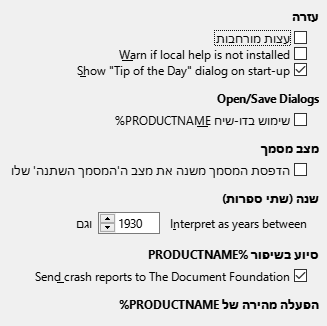 עזרה
עצות מורחבות
Warn if local help is not installed
Show "Tip of the Day" dialog on start-up
Open/Save Dialogs
שימוש בדו-שיח %PRODUCTNAME
מצב מסמך
הדפסת המסמך משנה את מצב ה'המסמך השתנה' שלו
שנה (שתי ספרות)
Interpret as years between 1930 וגם
סיוע בשיפור %PRODUCTNAME
Send crash reports to The Document Foundation
הפעלה מהירה של %PRODUCTNAME